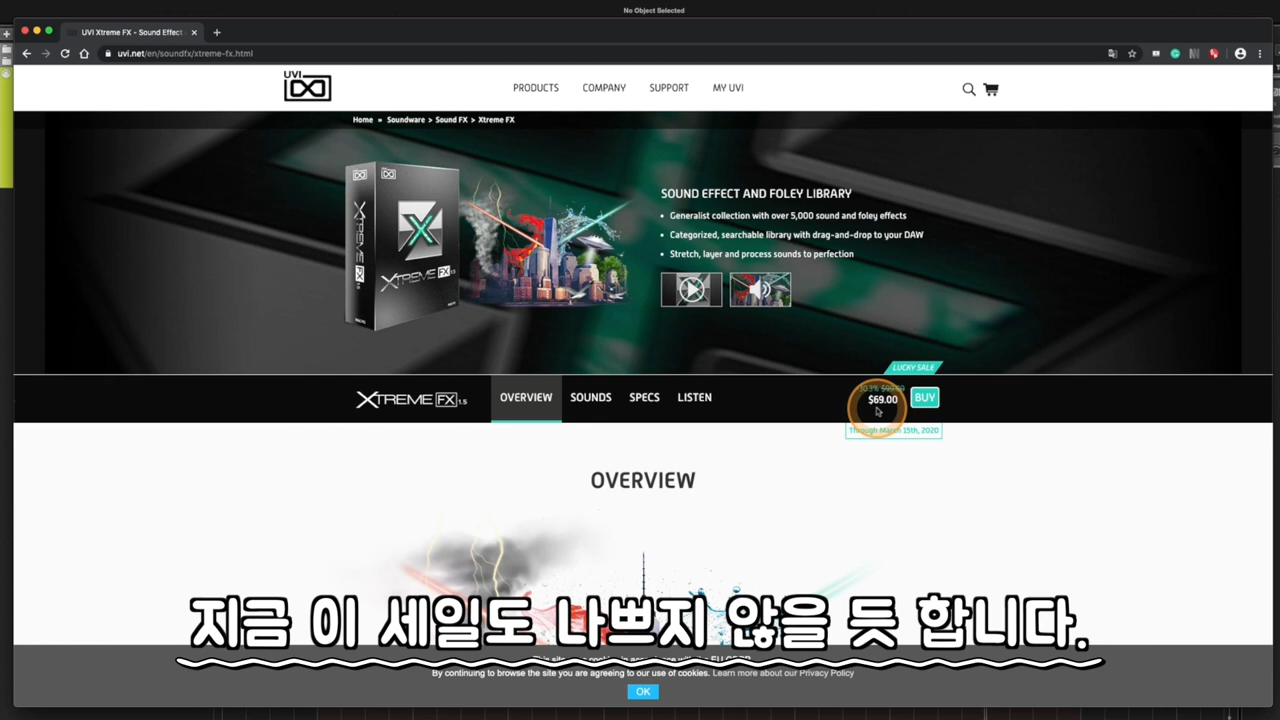 No Object Selected
UVI Xtreme FX - Sound Effect
uvi.net/en/soundfx/xtreme-fx.html
UVI
PRODUCTS COMPANY SUPPORT MY UVI
Home » Soundware > Sound FX > Xtreme FX
SOUND EFFECT AND FOLEY LIBRARY
• Generalist collection with over 5,000 sound and foley effects
• Categorized, searchable library with drag-and-drop to your DAW
• Stretch, layer and process sounds to perfection
XTREME FX
XTREME FX 1.5
LUCKY SALE
XTREME FX 1.5 OVERVIEW SOUNDS SPECS LISTEN $69.00 BUY
Through March 15th, 2020
OVERVIEW
지금 이 세일도 나쁘지 않을 듯 합니다.
By continuing to browse the site you are agreeing to our use of cookies. Learn more about our Privacy Policy
OK